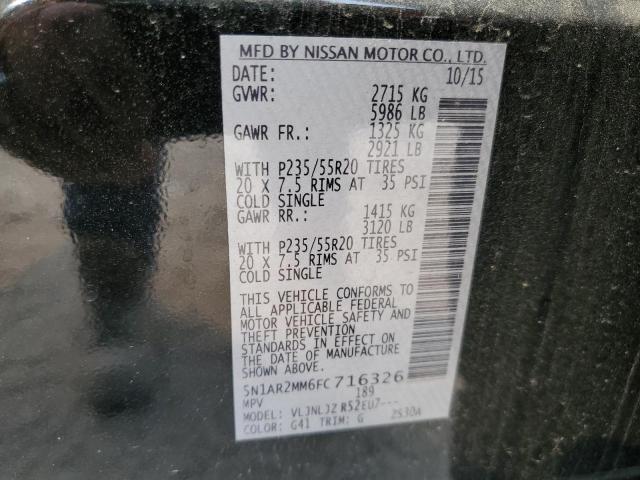 MFD BY NISSAN MOTOR CO., LTD.
DATE: 10/15
GVWR: 2715 KG
5986 LB
GAWR FR.: 1325 KG
2921 LB
WITH P235/55R20 TIRES
20 X 7.5 RIMS AT 35 PSI
COLD SINGLE
GAWR RR.: 1415 KG
3120 LB
WITH P235/55R20 TIRES
20 X 7.5 RIMS AT 35 PSI
COLD SINGLE
THIS VEHICLE CONFORMS TO
ALL APPLICABLE FEDERAL
MOTOR VEHICLE SAFETY AND
THEFT PREVENTION
STANDARDS IN EFFECT ON
THE DATE OF MANUFACTURE
SHOWN ABOVE.
5N1AR2MM6FC716326
MPV 189
MODEL: VLJNLJZ R52EU7---
COLOR: G41 TRIM: G 2530A